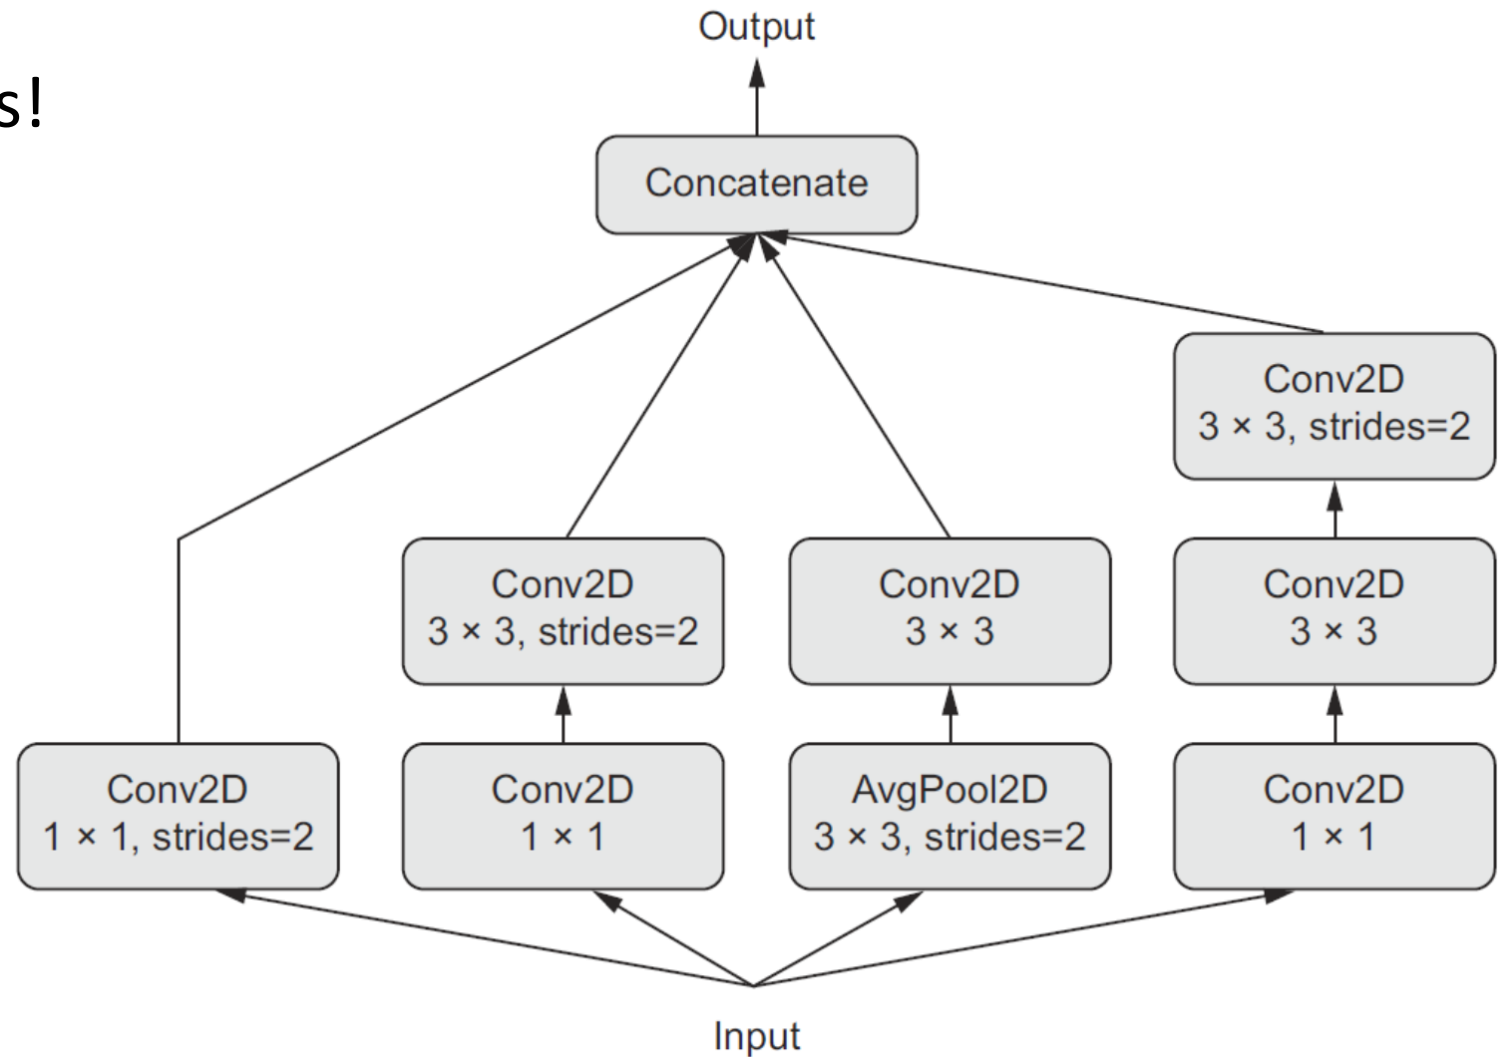 Output
s!
Concatenate
Conv2D
3 × 3, strides=2
Conv2D
3 × 3, strides=2
Conv2D
3 × 3
Conv2D
3 × 3
Conv2D
1 × 1, strides=2
Conv2D
1 × 1
AvgPool2D
3 × 3, strides=2
Conv2D
1 × 1
Input